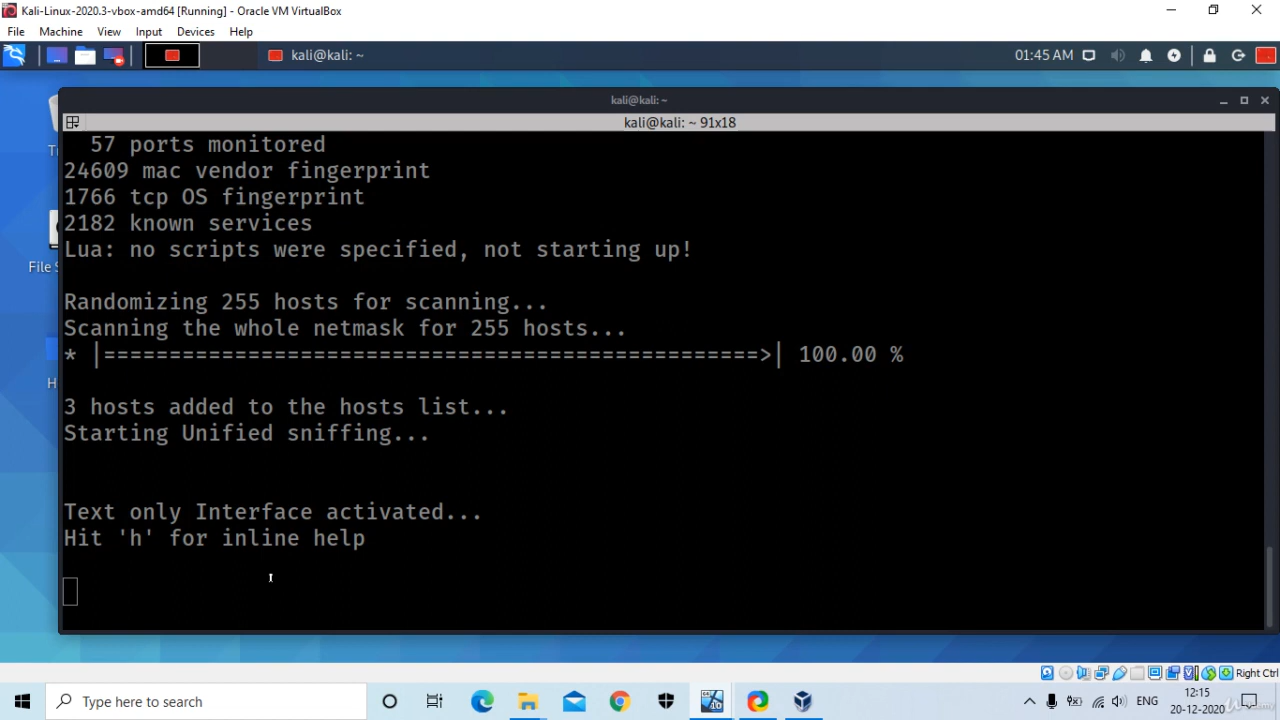 Kali-Linux-2020.3-vbox-amd64 [Running] - Oracle VM VirtualBox
File Machine View Input Devices Help
kali@kali: ~
01:45 AM
kali@kali: ~
kali@kali: ~ 91x18
57 ports monitored
24609 mac vendor fingerprint
1766 tcp OS fingerprint
2182 known services
Lua: no scripts were specified, not starting up!
Randomizing 255 hosts for scanning...
Scanning the whole netmask for 255 hosts...
* |==================================================>| 100.00 %
3 hosts added to the hosts list...
Starting Unified sniffing...
Text only Interface activated...
Hit 'h' for inline help
File S
H
Right Ctrl
Type here to search
ENG
12:15
20-12-2020